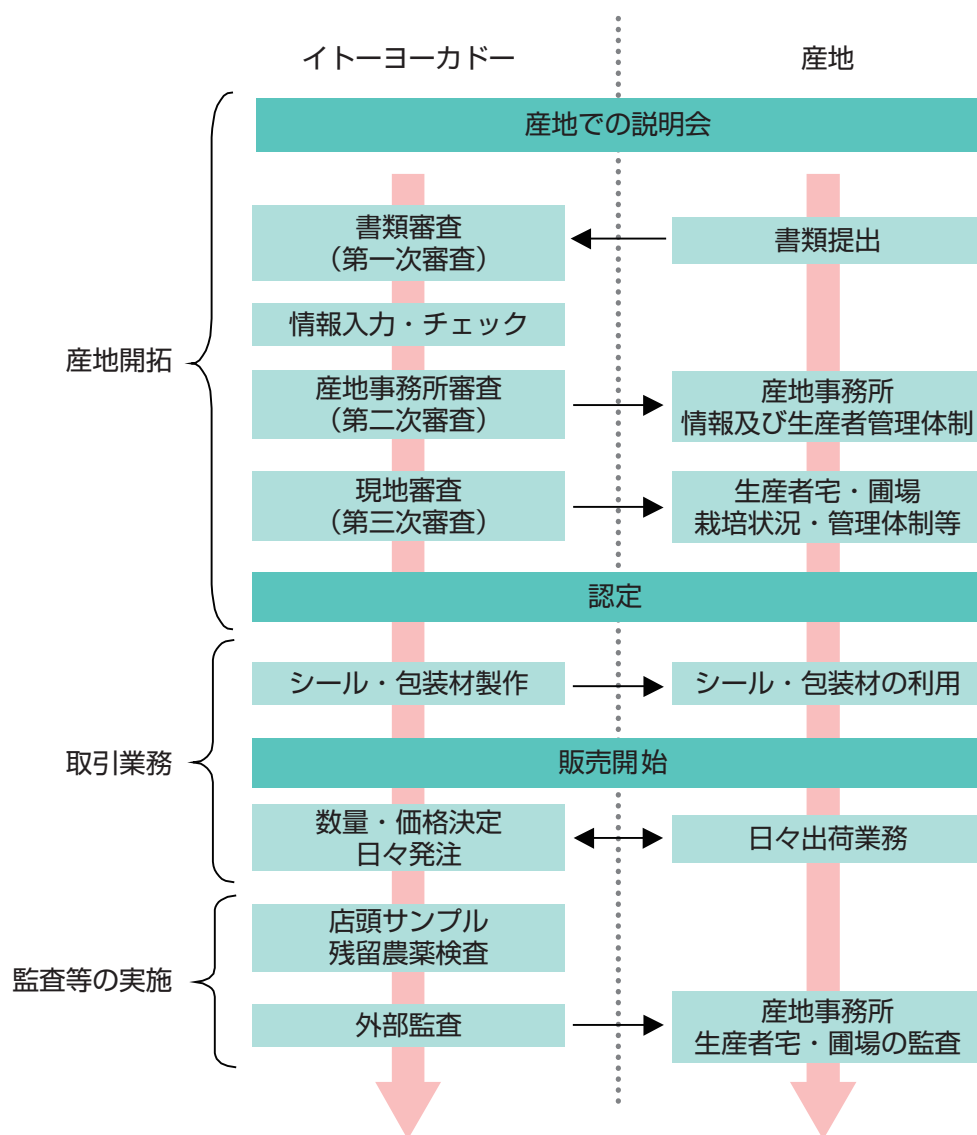 イトーヨーカドー
産地
産地での説明会
書類審査
（第一次審査）
書類提出
情報入力・チェック
産地開拓
産地事務所審査
（第二次審査）
産地事務所
情報及び生産者管理体制
現地審査
（第三次審査）
生産者宅・圃場
栽培状況・管理体制等
認定
シール・包装材製作
シール・包装材の利用
取引業務
販売開始
数量・価格決定
日々発注
日々出荷業務
店頭サンプル
残留農薬検査
監査等の実施
外部監査
産地事務所
生産者宅・圃場の監査